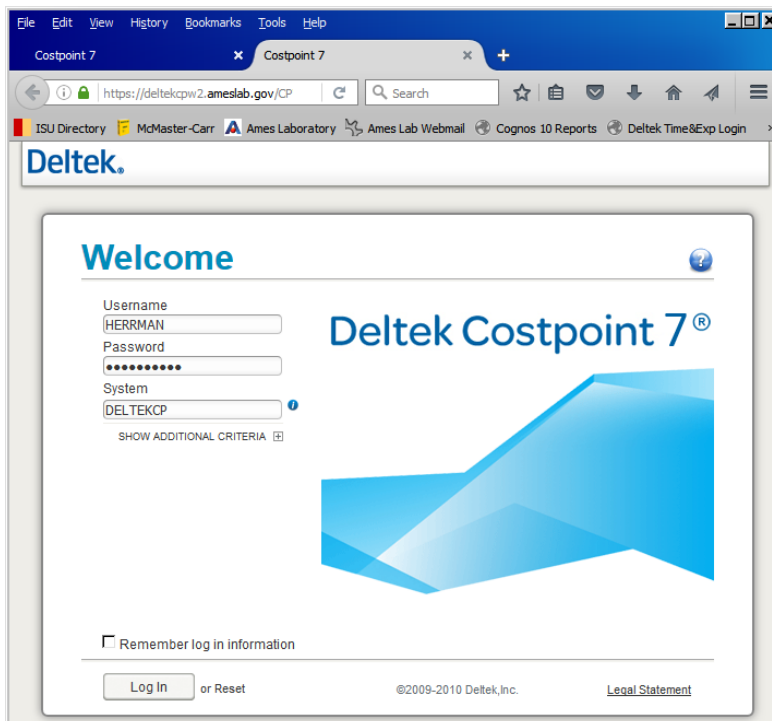 File Edit View History Bookmarks Tools Help
Costpoint 7 Costpoint 7
https://deltekcpw2.ameslab.gov/CP Search
ISU Directory McMaster-Carr Ames Laboratory Ames Lab Webmail Cognos 10 Reports Deltek Time&Exp Login
Deltek.
Welcome
Username
HERRMAN
Password
••••••••••
System
DELTEKCP
SHOW ADDITIONAL CRITERIA
Deltek Costpoint 7®
Remember log in information
Log In or Reset ©2009-2010 Deltek,Inc. Legal Statement